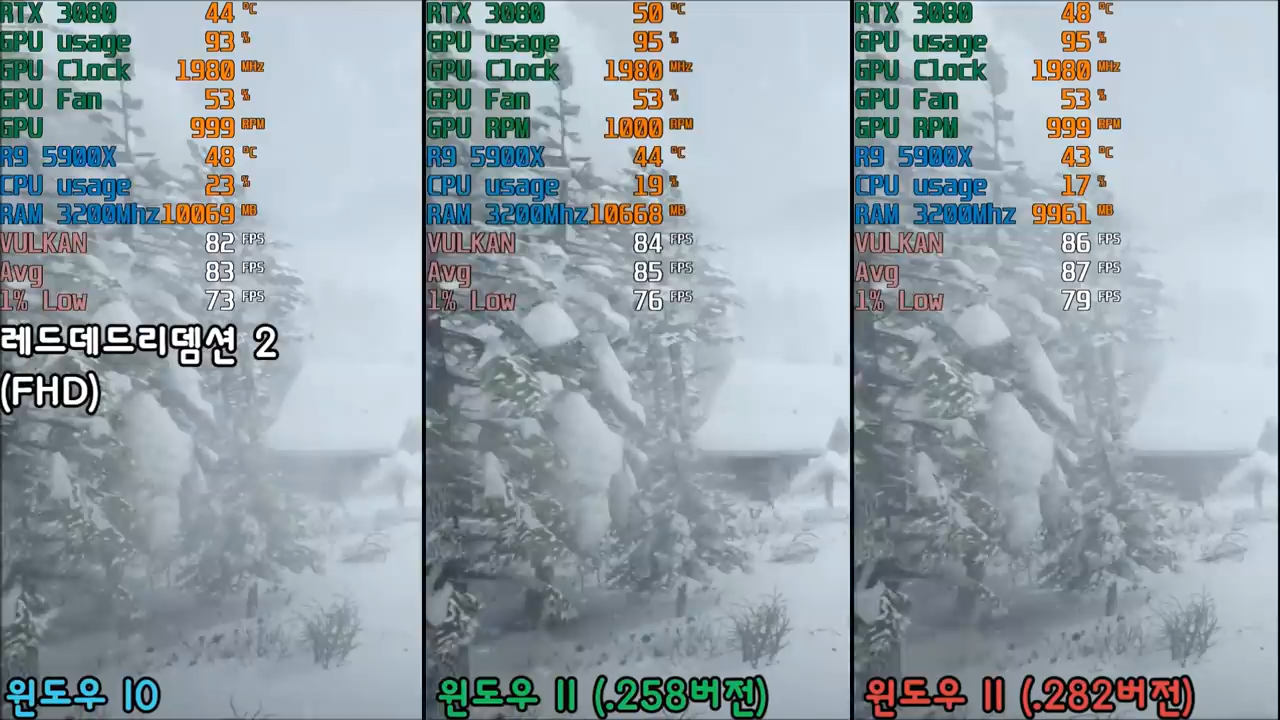 RTX 3080 44 °C
GPU usage 93 %
GPU Clock 1980 MHz
GPU Fan 53 %
GPU 999 RPM
R9 5900X 48 °C
CPU usage 23 %
RAM 3200Mhz 10069 MB
VULKAN 82 FPS
Avg 83 FPS
1% Low 73 FPS
레드데드리뎀션 2
(FHD)
윈도우 10
RTX 3080 50 °C
GPU usage 95 %
GPU Clock 1980 MHz
GPU Fan 53 %
GPU RPM 1000 RPM
R9 5900X 44 °C
CPU usage 19 %
RAM 3200Mhz 10668 MB
VULKAN 84 FPS
Avg 85 FPS
1% Low 76 FPS
윈도우 11 (.258버전)
RTX 3080 48 °C
GPU usage 95 %
GPU Clock 1980 MHz
GPU Fan 53 %
GPU RPM 999 RPM
R9 5900X 43 °C
CPU usage 17 %
RAM 3200Mhz 9961 MB
VULKAN 86 FPS
Avg 87 FPS
1% Low 79 FPS
윈도우 11 (.282버전)